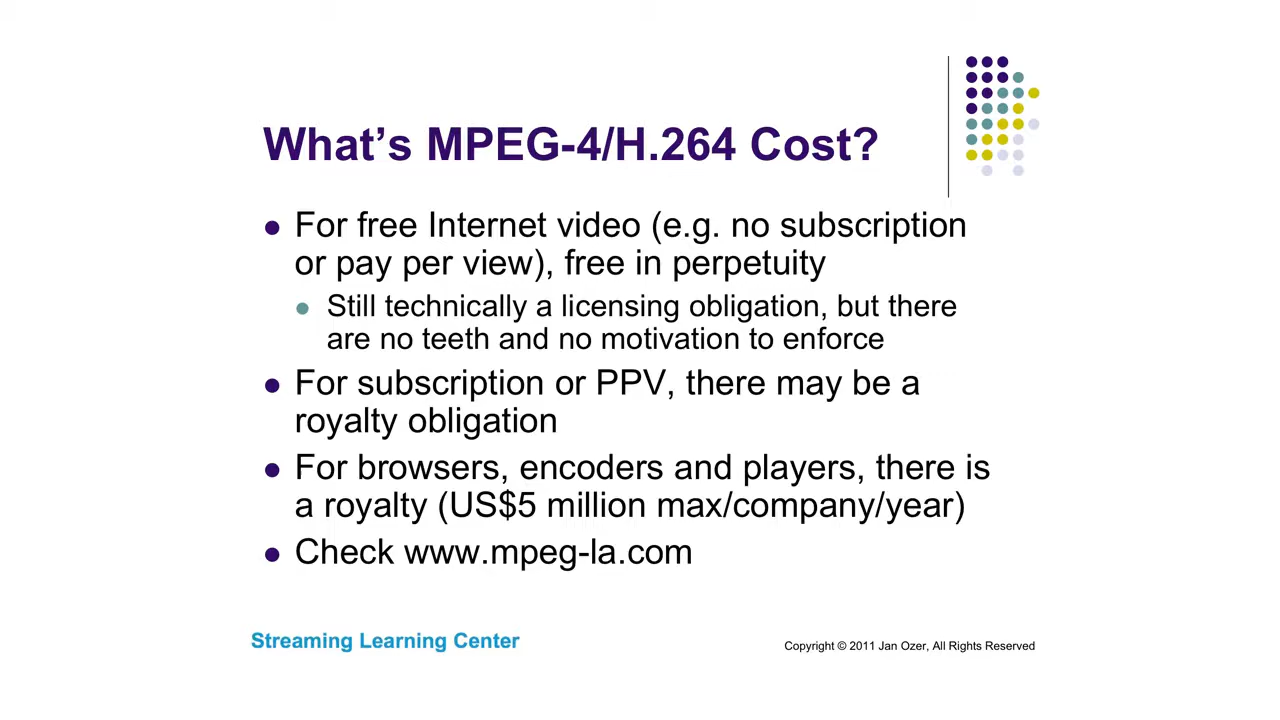 What’s MPEG-4/H.264 Cost?
For free Internet video (e.g. no subscription
or pay per view), free in perpetuity
Still technically a licensing obligation, but there
are no teeth and no motivation to enforce
For subscription or PPV, there may be a
royalty obligation
For browsers, encoders and players, there is
a royalty (US$5 million max/company/year)
Check www.mpeg-la.com
Streaming Learning Center
Copyright © 2011 Jan Ozer, All Rights Reserved